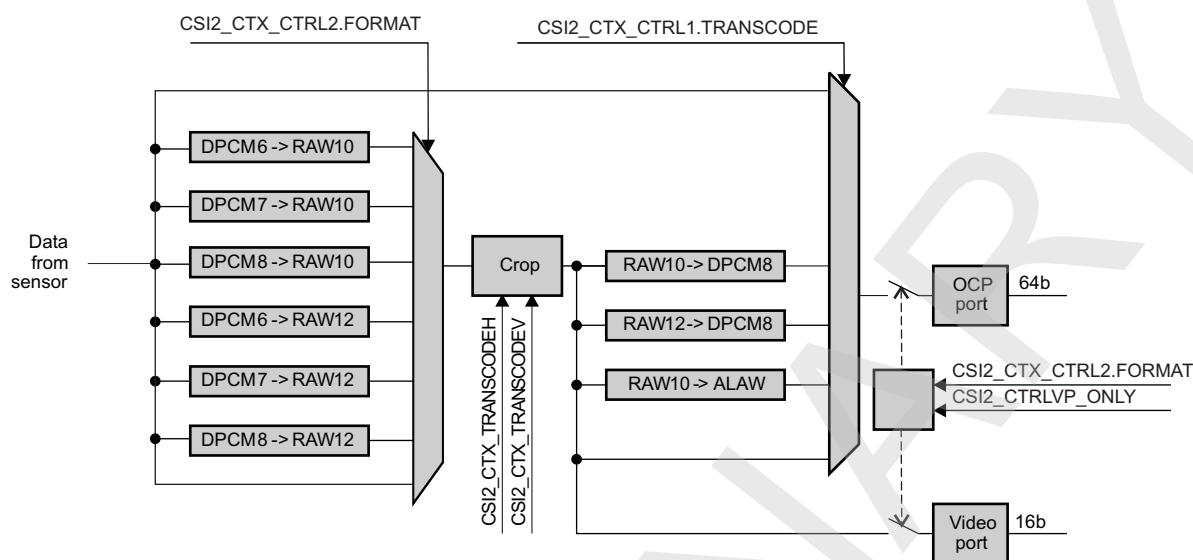 CSI2_CTX_CTRL2.FORMAT
CSI2_CTX_CTRL1.TRANSCODE
DPCM6 -> RAW10
DPCM7 -> RAW10
DPCM8 -> RAW10
DPCM6 -> RAW12
DPCM7 -> RAW12
DPCM8 -> RAW12
Data
from
sensor
Crop
CSI2_CTX_TRANSCODEH
CSI2_CTX_TRANSCODEV
RAW10 -> DPCM8
RAW12 -> DPCM8
RAW10 -> ALAW
OCP
port
64b
CSI2_CTX_CTRL2.FORMAT
CSI2_CTRLVP_ONLY
Video
port
16b
NARY